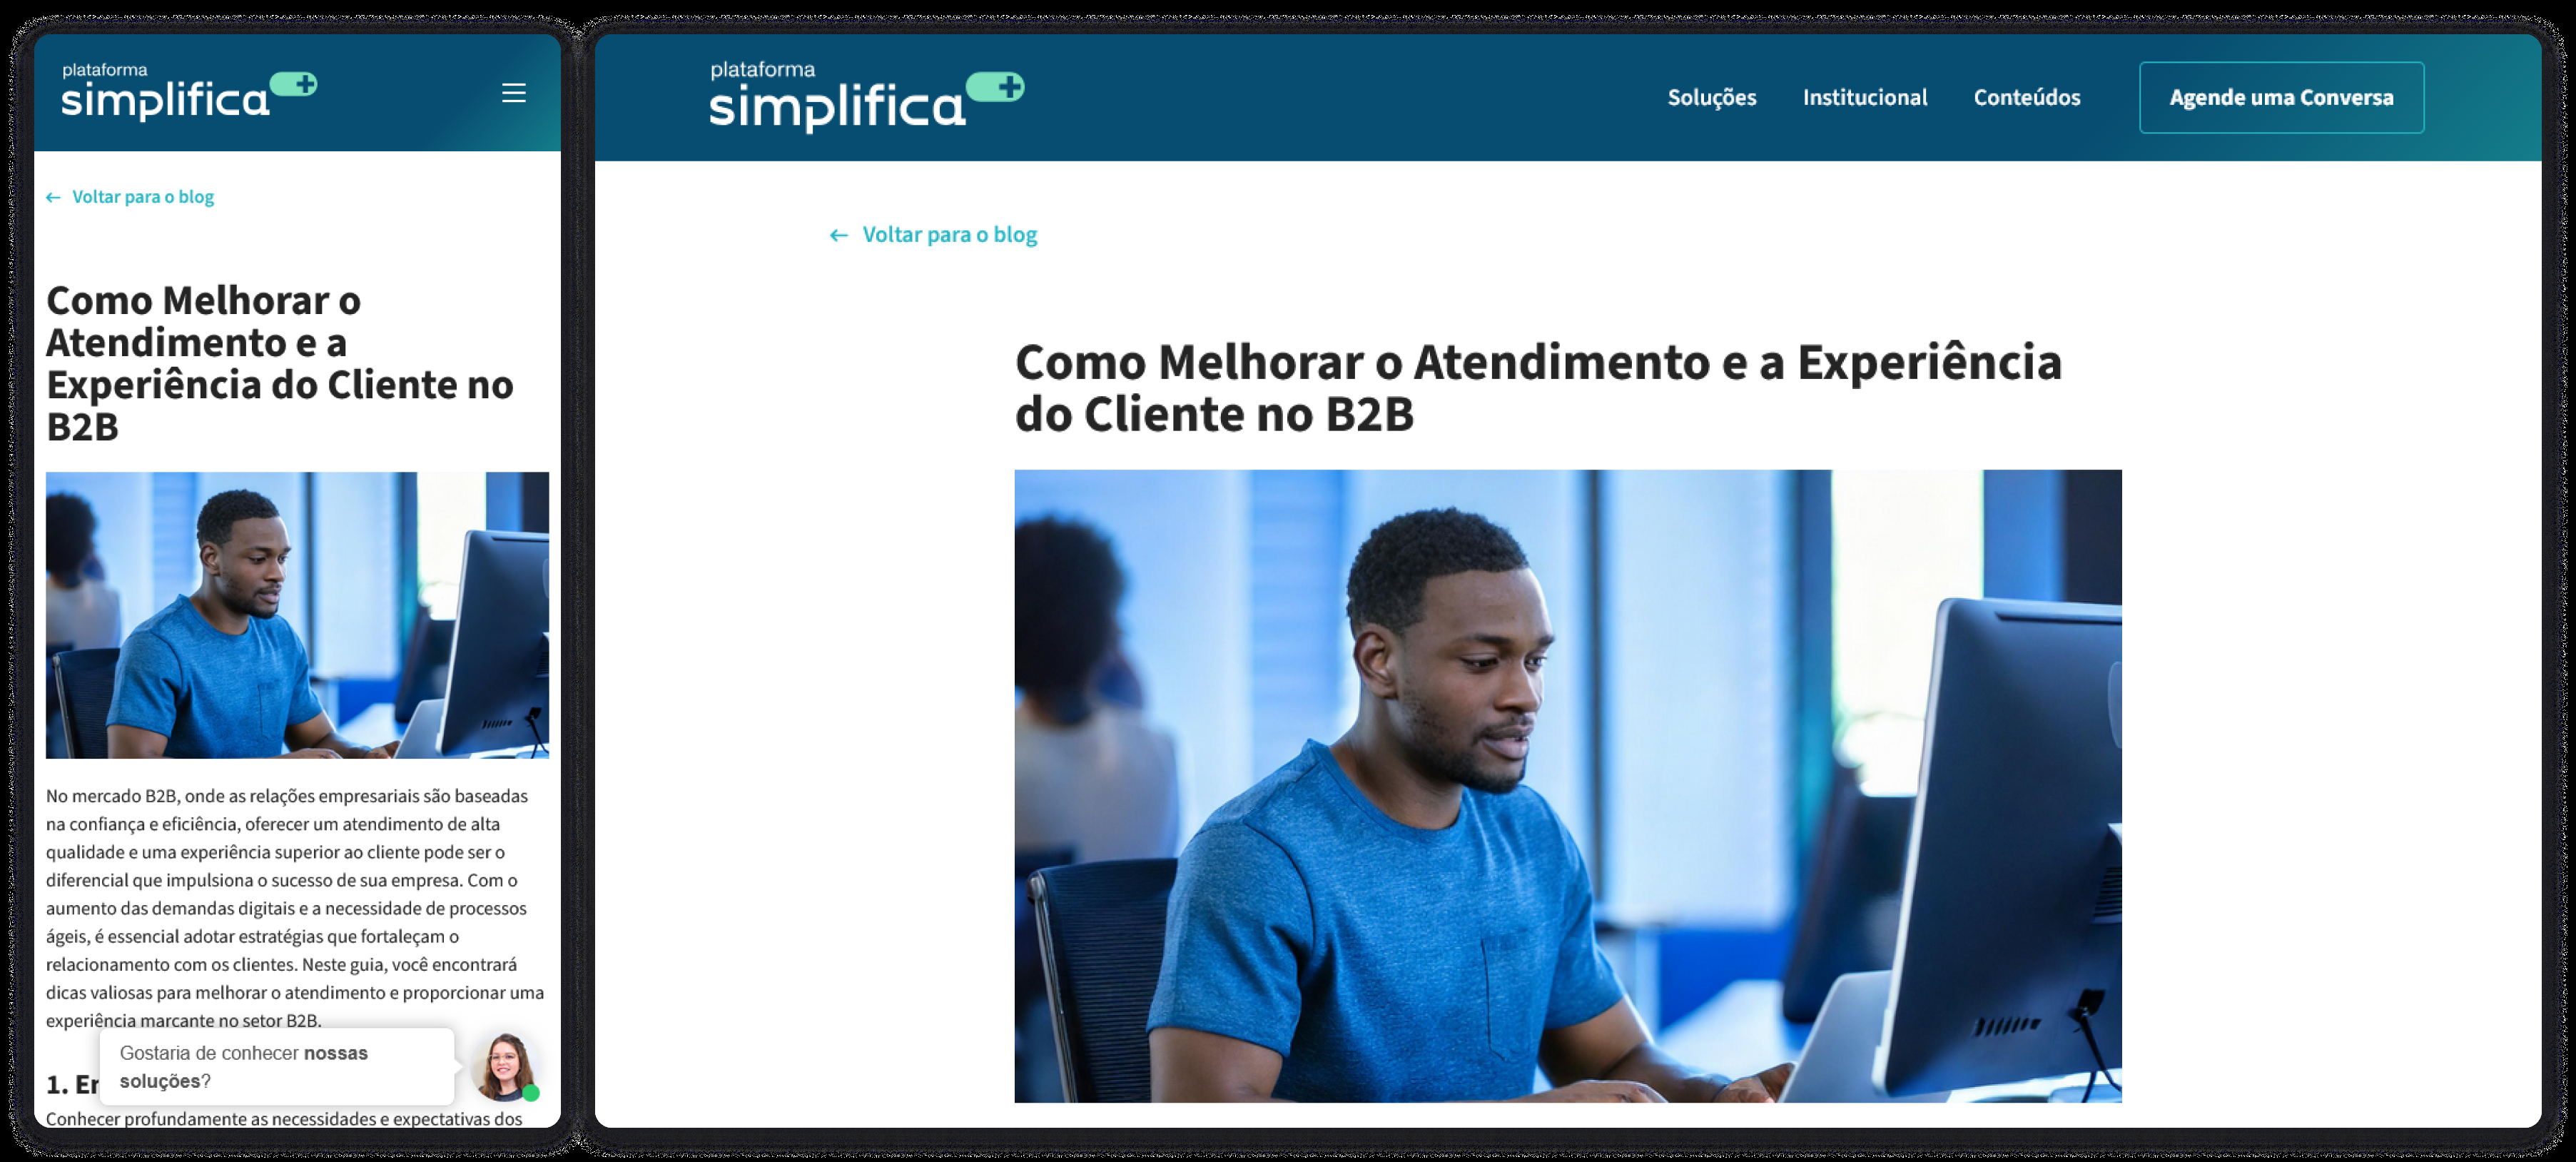 plataforma
simplifica
← Voltar para o blog
Como Melhorar o
Atendimento e a
Experiência do Cliente no
B2B
No mercado B2B, onde as relações empresariais são baseadas
na confiança e eficiência, oferecer um atendimento de alta
qualidade e uma experiência superior ao cliente pode ser o
diferencial que impulsiona o sucesso de sua empresa. Com o
aumento das demandas digitais e a necessidade de processos
ágeis, é essencial adotar estratégias que fortaleçam o
relacionamento com os clientes. Neste guia, você encontrará
dicas valiosas para melhorar o atendimento e proporcionar uma
experiência marcante no setor B2B.
Gostaria de conhecer nossas
soluções?
1.
Conhecer profundamente as necessidades e expectativas dos
plataforma
simplifica
Soluções
Institucional
Conteúdos
Agende uma Conversa
← Voltar para o blog
Como Melhorar o Atendimento e a Experiência
do Cliente no B2B